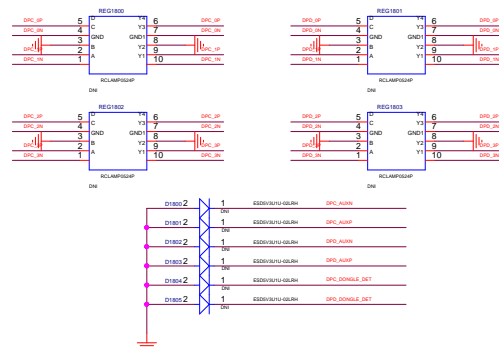 REG1800
DPC_0P 5 D Y4 6 DPC_0P
DPC_0N 4 C Y3 7 DPC_0N
3 GND GND1 8
DPC_1P 2 B Y2 9 DPC_1P
DPC_1N 1 A Y1 10 DPC_1N
RCLAMP0524P
DNI
REG1801
DPD_0P 5 D Y4 6 DPD_0P
DPD_0N 4 C Y3 7 DPD_0N
3 GND GND1 8
DPD_1P 2 B Y2 9 DPD_1P
DPD_1N 1 A Y1 10 DPD_1N
RCLAMP0524P
DNI
REG1802
DPC_2P 5 D Y4 6 DPC_2P
DPC_2N 4 C Y3 7 DPC_2N
3 GND GND1 8
DPC_3P 2 B Y2 9 DPC_3P
DPC_3N 1 A Y1 10 DPC_3N
RCLAMP0524P
DNI
REG1803
DPD_2P 5 D Y4 6 DPD_2P
DPD_2N 4 C Y3 7 DPD_2N
3 GND GND1 8
DPD_3P 2 B Y2 9 DPD_3P
DPD_3N 1 A Y1 10 DPD_3N
RCLAMP0524P
DNI
D1800 2 1 ESD5V3U1U-02LRH DPC_AUXN
DNI
D1801 2 1 ESD5V3U1U-02LRH DPC_AUXP
DNI
D1802 2 1 ESD5V3U1U-02LRH DPD_AUXN
DNI
D1803 2 1 ESD5V3U1U-02LRH DPD_AUXP
DNI
D1804 2 1 ESD5V3U1U-02LRH DPC_DONGLE_DET
DNI
D1805 2 1 ESD5V3U1U-02LRH DPD_DONGLE_DET
DNI